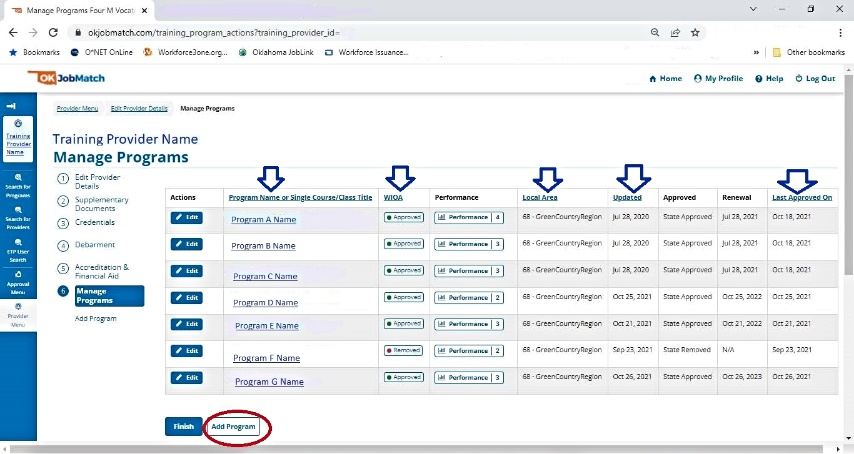 Manage Programs Four M Vocat
okjobmatch.com/training_program_actions?training_provider_id=
Bookmarks O*NET OnLine Workforce3one.org... Oklahoma JobLink Workforce Issuance... » Other bookmarks
OKJobMatch
Home My Profile Help Log Out
Provider Menu Edit Provider Details Manage Programs
Training Provider Name
Search for Programs
Search for Providers
ETP User Search
Approval Menu
Provider Menu
Training Provider Name
Manage Programs
1 Edit Provider Details
2 Supplementary Documents
3 Credentials
4 Debarment
5 Accreditation & Financial Aid
6 Manage Programs
Add Program
Actions Program Name or Single Course/Class Title WIOA Performance Local Area Updated Approved Renewal Last Approved On
Edit Program A Name Approved Performance 4 68 - GreenCountryRegion Jul 28, 2020 State Approved Jul 28, 2021 Oct 18, 2021
Edit Program B Name Approved Performance 3 68 - GreenCountryRegion Jul 28, 2020 State Approved Jul 28, 2021 Oct 18, 2021
Edit Program C Name Approved Performance 3 68 - GreenCountryRegion Jul 28, 2020 State Approved Jul 28, 2021 Oct 18, 2021
Edit Program D Name Approved Performance 2 68 - GreenCountryRegion Oct 25, 2021 State Approved Oct 25, 2022 Oct 25, 2021
Edit Program E Name Approved Performance 3 68 - GreenCountryRegion Oct 21, 2021 State Approved Oct 21, 2022 Oct 21, 2021
Edit Program F Name Removed Performance 2 68 - GreenCountryRegion Sep 23, 2021 State Removed N/A Sep 23, 2021
Edit Program G Name Approved Performance 3 68 - GreenCountryRegion Oct 26, 2021 State Approved Oct 26, 2023 Oct 26, 2021
Finish Add Program